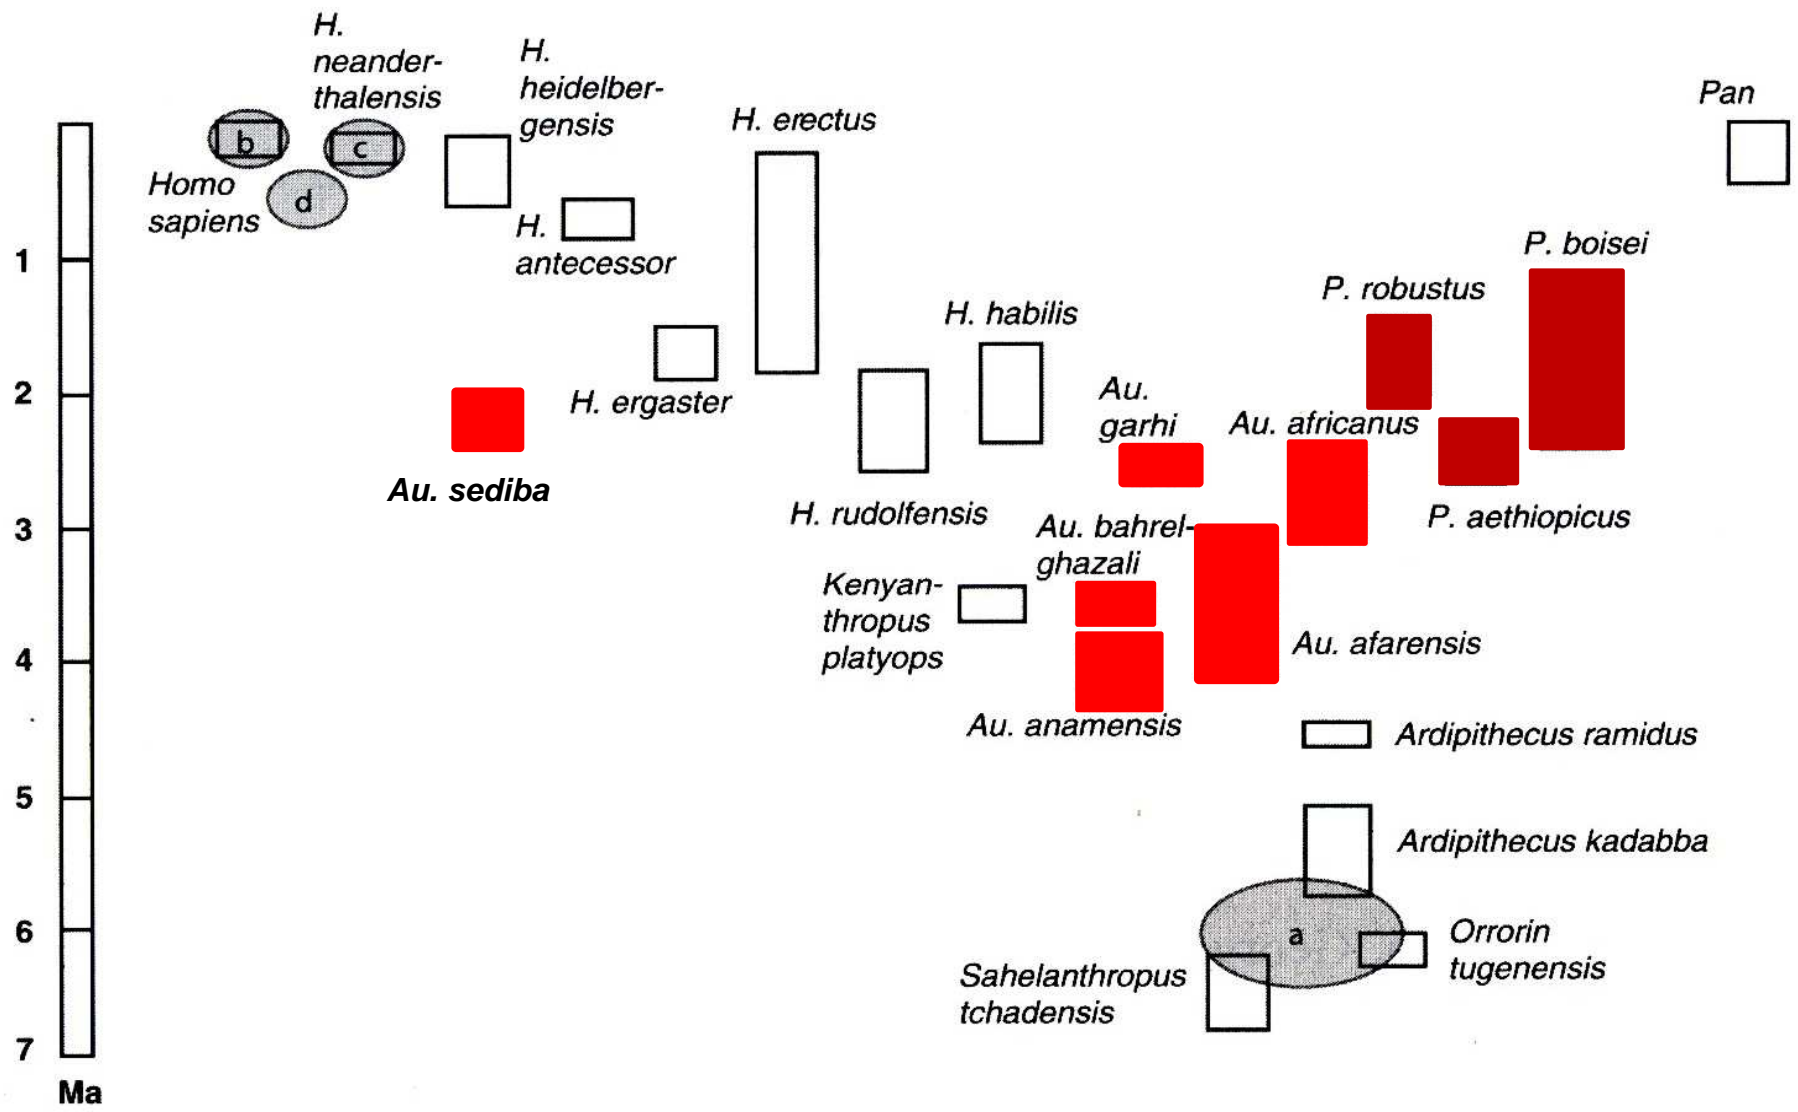 H.
neander-
thalensis
H.
heidelber-
gensis
H. erectus
Pan
b
c
d
Homo
sapiens
H.
antecessor
1
P. boisei
P. robustus
H. habilis
2
H. ergaster
Au.
garhi
Au. africanus
Au. sediba
H. rudolfensis
P. aethiopicus
3
Au. bahrel-
ghazali
Kenyan-
thropus
platyops
4
Au. afarensis
Au. anamensis
Ardipithecus ramidus
5
Ardipithecus kadabba
6
a
Orrorin
tugenensis
Sahelanthropus
tchadensis
7
Ma